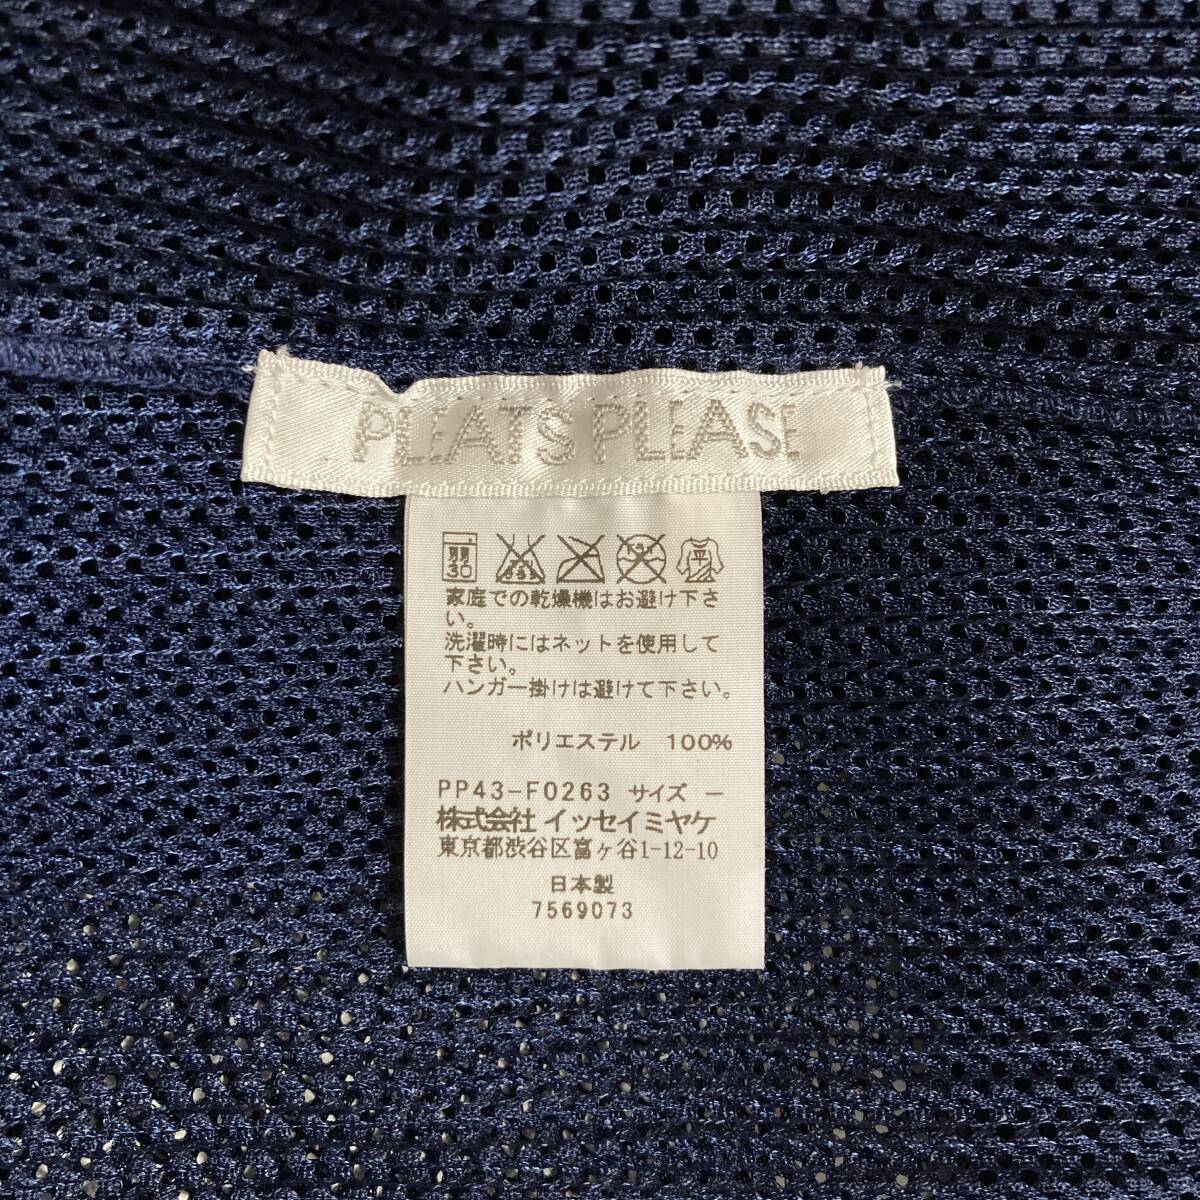 PLEATS PLEASE
30
平
家庭での乾燥機はお避け下さ
い。
洗濯時にはネットを使用して
下さい。
ハンガー掛けは避けて下さい。
ポリエステル 100%
PP43-F0263 サイズ ー
株式会社 イッセイミヤケ
東京都渋谷区富ヶ谷1-12-10
日本製
7569073